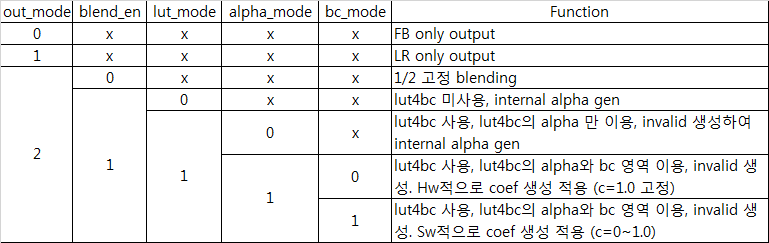 out_mode blend_en lut_mode alpha_mode bc_mode Function
0 x x x x FB only output
1 x x x x LR only output
2 0 x x x 1/2 고정 blending
1 0 x x lut4bc 미사용, internal alpha gen
1 0 x lut4bc 사용, lut4bc의 alpha 만 이용, invalid 생성하여
internal alpha gen
1 0 lut4bc 사용, lut4bc의 alpha와 bc 영역 이용, invalid 생
성. Hw적으로 coef 생성 적용 (c=1.0 고정)
1 lut4bc 사용, lut4bc의 alpha와 bc 영역 이용, invalid 생
성. Sw적으로 coef 생성 적용 (c=0~1.0)